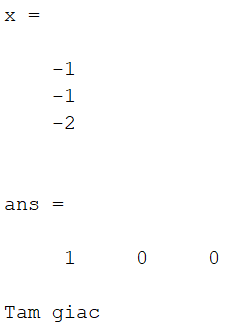 x =
-1
-1
-2
ans =
1 0 0
Tam giac